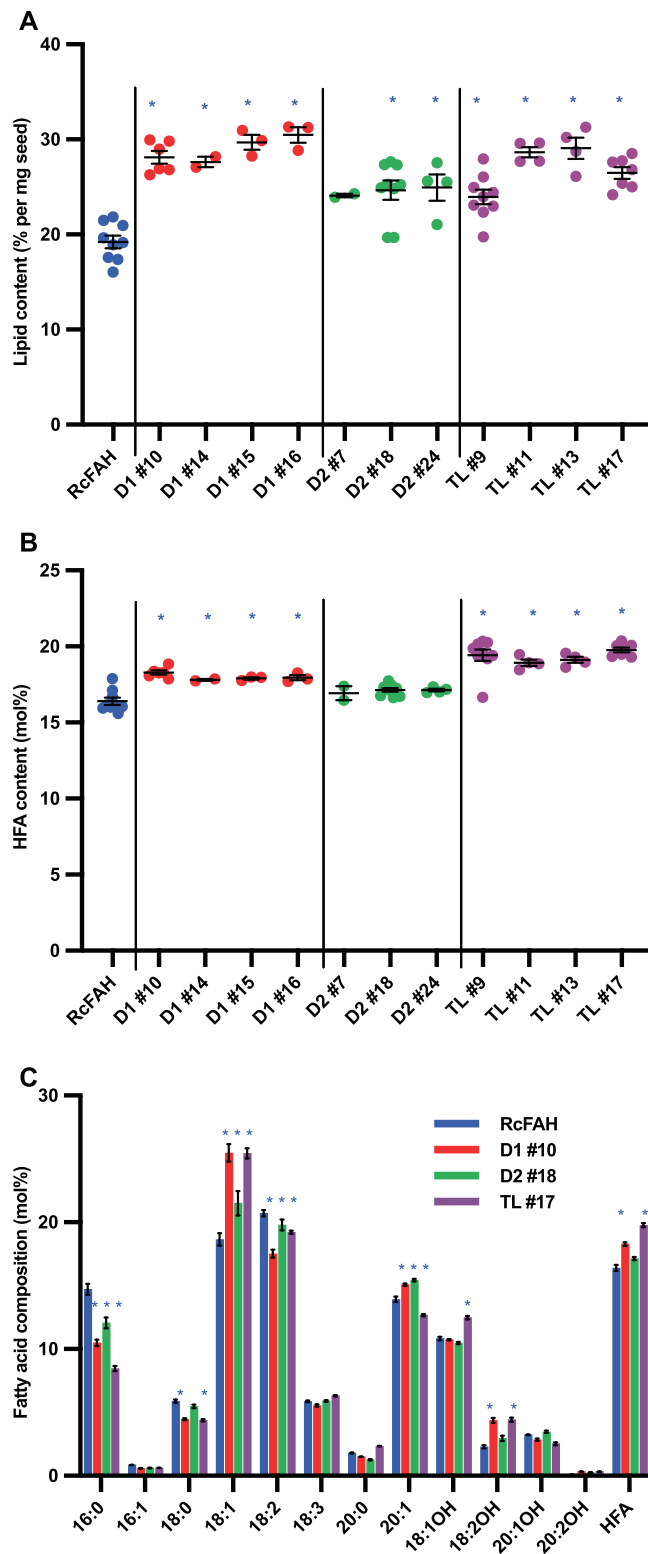 A
Lipid content (% per mg seed)
40
30
20
10
0
* * * * * * * * * *
RcFAH D1 #10 D1 #14 D1 #15 D1 #16 D2 #7 D2 #18 D2 #24 TL #9 TL #11 TL #13 TL #17
B
HFA content (mol%)
25
20
15
10
5
0
* * * * * * * *
RcFAH D1 #10 D1 #14 D1 #15 D1 #16 D2 #7 D2 #18 D2 #24 TL #9 TL #11 TL #13 TL #17
C
Fatty acid composition (mol%)
30
20
10
0
RcFAH
D1 #10
D2 #18
TL #17
* * *
* * *
* * *
* *
* * *
*
* *
* *
16:0 16:1 18:0 18:1 18:2 18:3 20:0 20:1 18:1OH 18:2OH 20:1OH 20:2OH HFA